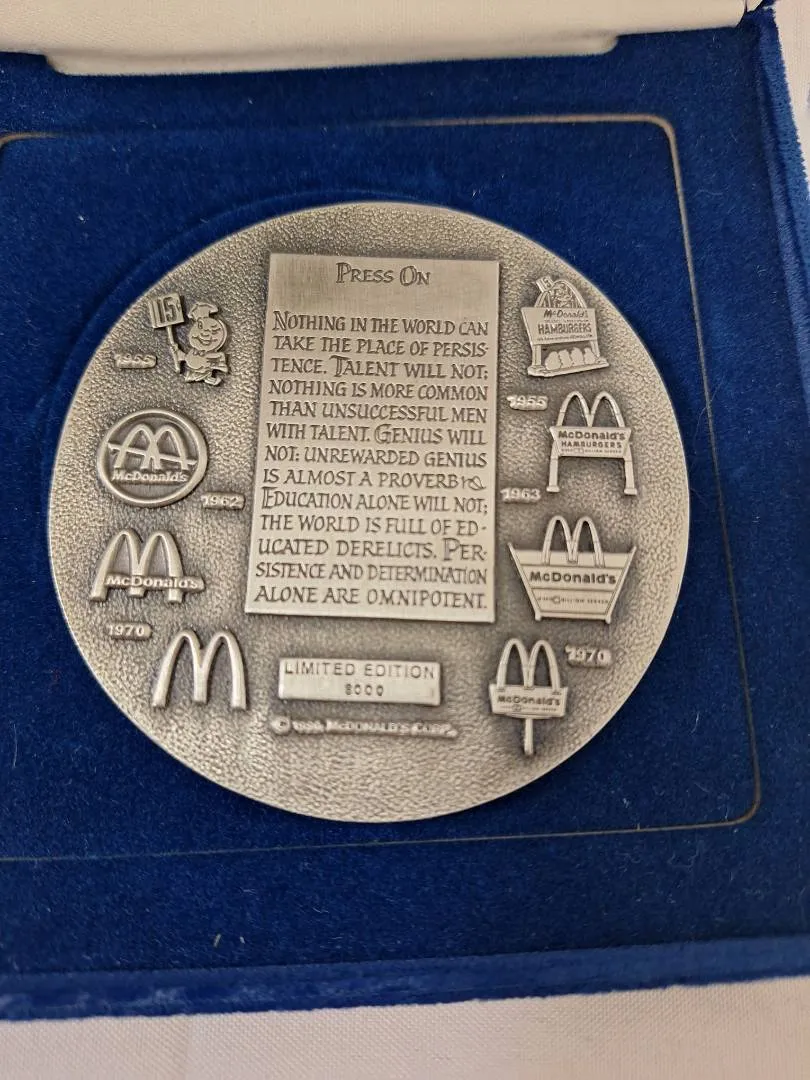 PRESS ON
NOTHING IN THE WORLD CAN
TAKE THE PLACE OF PERSIS-
TENCE. TALENT WILL NOT;
NOTHING IS MORE COMMON
THAN UNSUCCESSFUL MEN
WITH TALENT. GENIUS WILL
NOT; UNREWARDED GENIUS
IS ALMOST A PROVERB
EDUCATION ALONE WILL NOT;
THE WORLD IS FULL OF ED-
UCATED DERELICTS. PER-
SISTENCE AND DETERMINATION
ALONE ARE OMNIPOTENT.
15¢
1955
McDonald's
1962
McDonald's
1970
McDonald's
HAMBURGERS
1955
McDonald's
HAMBURGERS
1963
McDonald's
1970
McDonald's
LIMITED EDITION
© McDONALD'S CORP.